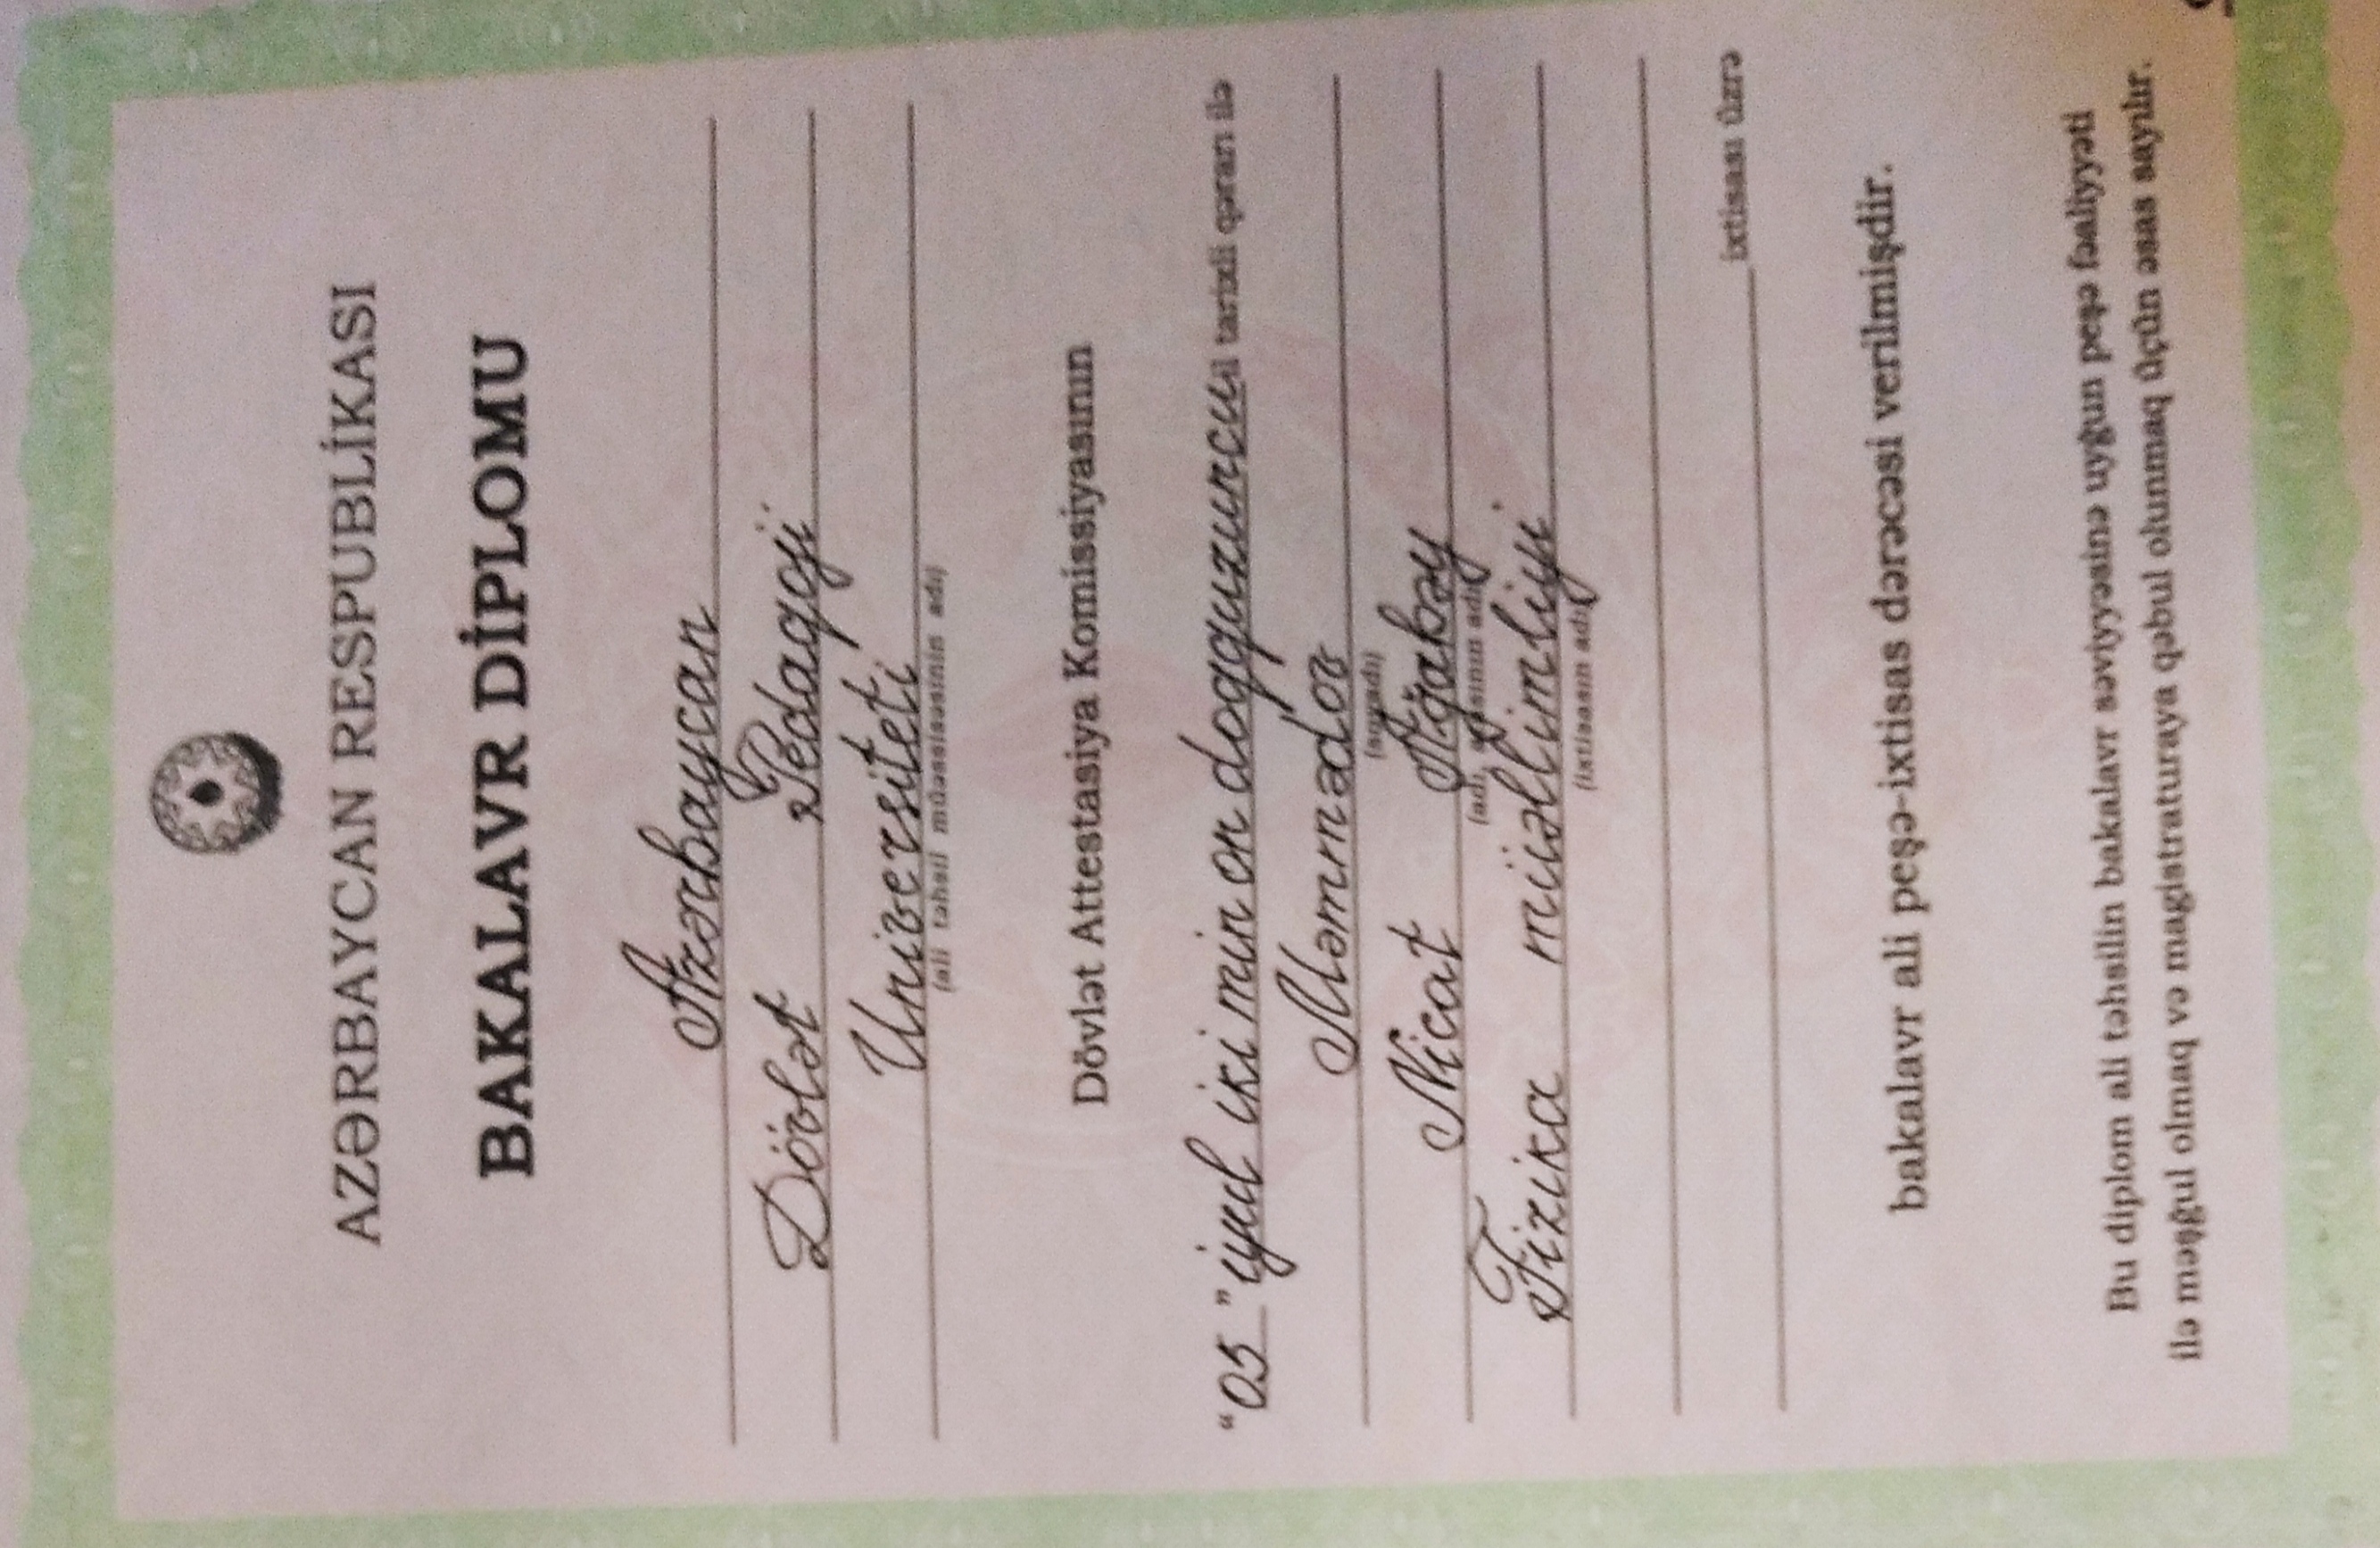 AZƏRBAYCAN RESPUBLİKASI
BAKALAVR DİPLOMU
Azərbaycan
Dövlət Pedaqoji
Universiteti
(ali təhsil müəssisəsinin adı)
Dövlət Attestasiya Komissiyasının
"05" iyul iki min on doqquzuncu il tarixli qərarı ilə
Məmmədov
(soyadı)
Nicat Ağabəy
(adı, atasının adı)
Fizika müəllimliyi
(ixtisasın adı)
ixtisası üzrə
bakalavr ali peşə-ixtisas dərəcəsi verilmişdir.
Bu diplom ali təhsilin bakalavr səviyyəsinə uyğun peşə fəaliyyəti
ilə məşğul olmaq və magistraturaya qəbul olunmaq üçün əsas sayılır.